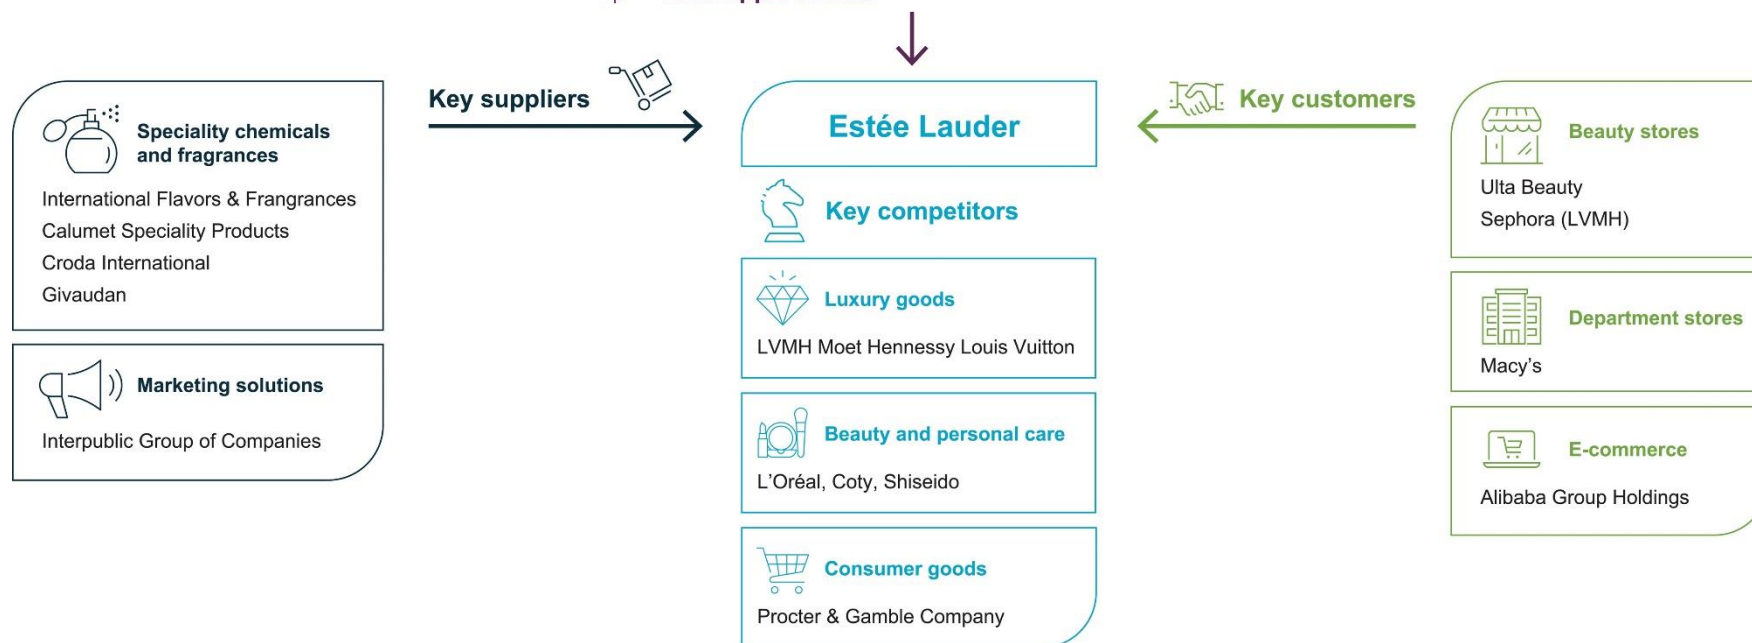 Key suppliers
Speciality chemicals
and fragrances
International Flavors & Frangrances
Calumet Speciality Products
Croda International
Givaudan
Marketing solutions
Interpublic Group of Companies
Estée Lauder
Key competitors
Luxury goods
LVMH Moet Hennessy Louis Vuitton
Beauty and personal care
L’Oréal, Coty, Shiseido
Consumer goods
Procter & Gamble Company
Key customers
Beauty stores
Ulta Beauty
Sephora (LVMH)
Department stores
Macy’s
E-commerce
Alibaba Group Holdings